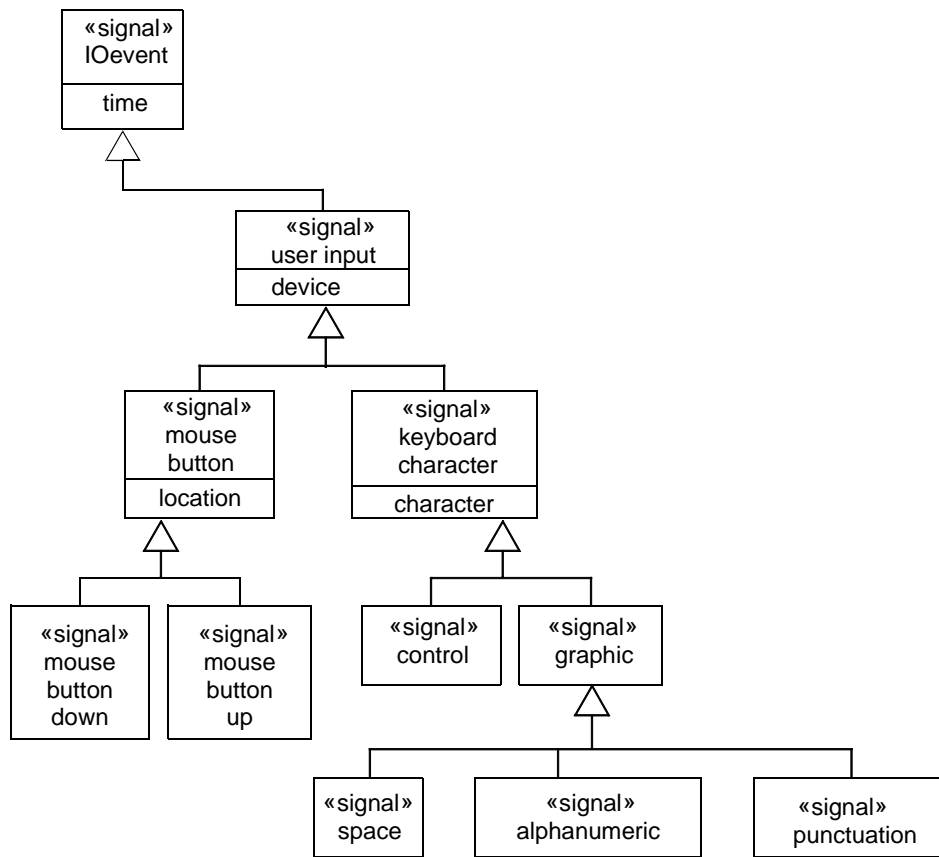 «signal»
IOevent
time
«signal»
user input
device
«signal»
mouse
button
location
«signal»
keyboard
character
character
«signal»
mouse
button
down
«signal»
mouse
button
up
«signal»
control
«signal»
graphic
«signal»
space
«signal»
alphanumeric
«signal»
punctuation